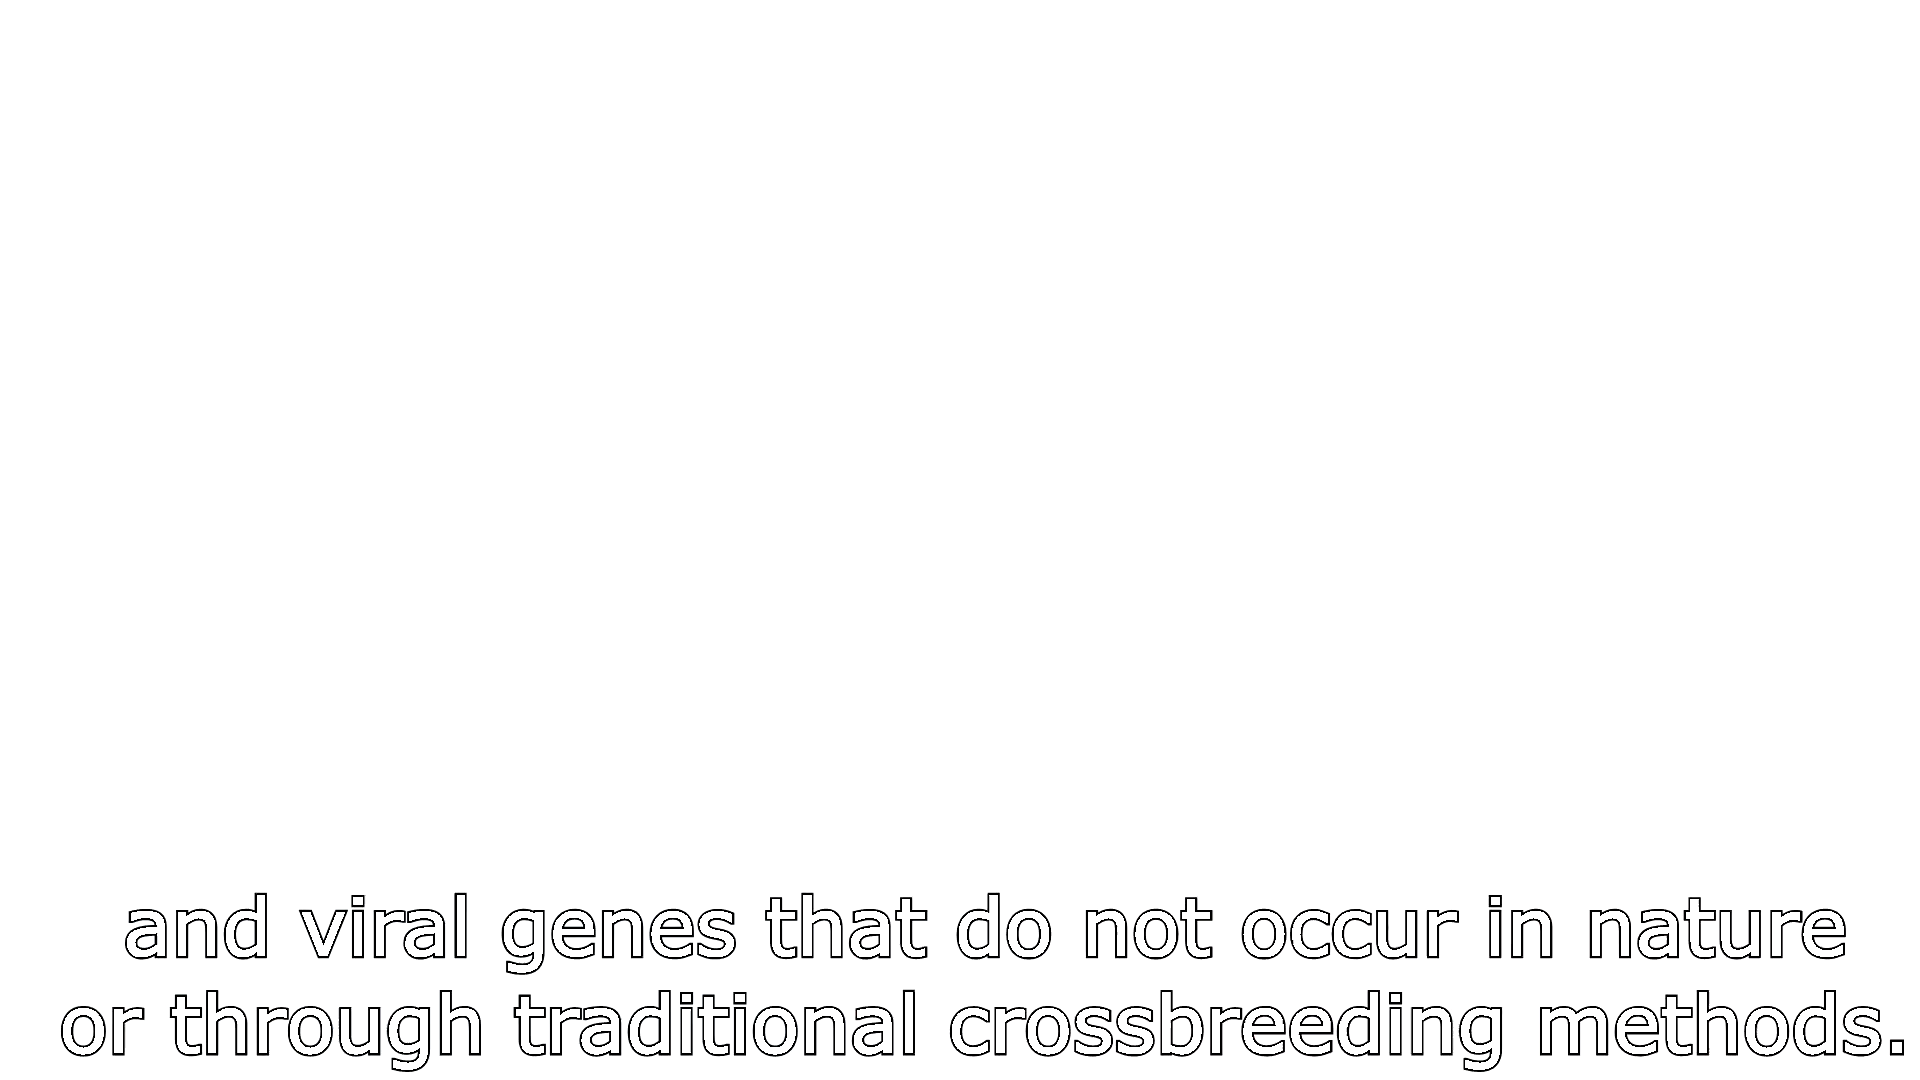 and viral genes that do not occur in nature
or through traditional crossbreeding methods.